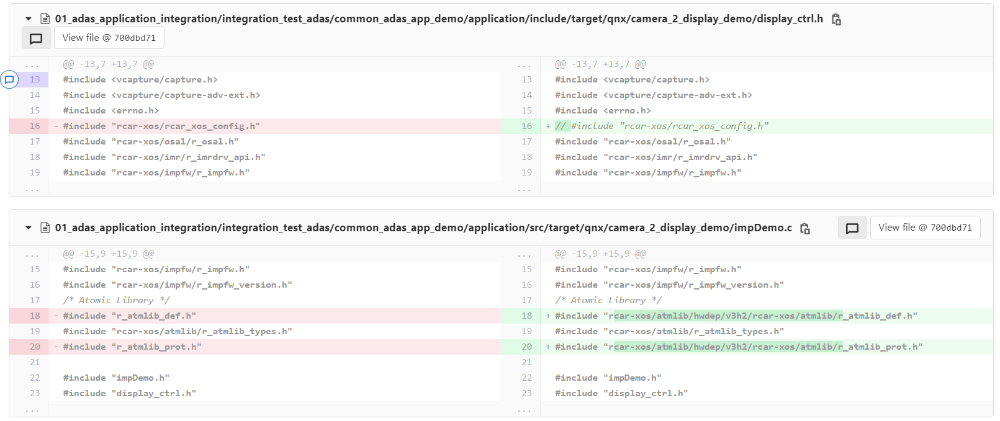 01_adas_application_integration/integration_test_adas/common_adas_app_demo/application/include/target/qnx/camera_2_display_demo/display_ctrl.h
View file @ 700dbd71
... @@ -13,7 +13,7 @@ ... @@ -13,7 +13,7 @@
13 #include <vcapture/capture.h> 13 #include <vcapture/capture.h>
14 #include <vcapture/capture-adv-ext.h> 14 #include <vcapture/capture-adv-ext.h>
15 #include <errno.h> 15 #include <errno.h>
16 - #include "rcar-xos/rcar_xos_config.h" 16 + // #include "rcar-xos/rcar_xos_config.h"
17 #include "rcar-xos/osal/r_osal.h" 17 #include "rcar-xos/osal/r_osal.h"
18 #include "rcar-xos/imr/r_imrdrv_api.h" 18 #include "rcar-xos/imr/r_imrdrv_api.h"
19 #include "rcar-xos/impfw/r_impfw.h" 19 #include "rcar-xos/impfw/r_impfw.h"
... ...
01_adas_application_integration/integration_test_adas/common_adas_app_demo/application/src/target/qnx/camera_2_display_demo/impDemo.c View file @ 700dbd71
... @@ -15,9 +15,9 @@ ... @@ -15,9 +15,9 @@
15 #include "rcar-xos/impfw/r_impfw.h" 15 #include "rcar-xos/impfw/r_impfw.h"
16 #include "rcar-xos/impfw/r_impfw_version.h" 16 #include "rcar-xos/impfw/r_impfw_version.h"
17 /* Atomic Library */ 17 /* Atomic Library */
18 - #include "r_atmlib_def.h" 18 + #include "rcar-xos/atmlib/hwdep/v3h2/rcar-xos/atmlib/r_atmlib_def.h"
19 #include "rcar-xos/atmlib/r_atmlib_types.h" 19 #include "rcar-xos/atmlib/r_atmlib_types.h"
20 - #include "r_atmlib_prot.h" 20 + #include "rcar-xos/atmlib/hwdep/v3h2/rcar-xos/atmlib/r_atmlib_prot.h"
21 21
22 #include "impDemo.h" 22 #include "impDemo.h"
23 #include "display_ctrl.h" 23 #include "display_ctrl.h"
... ...